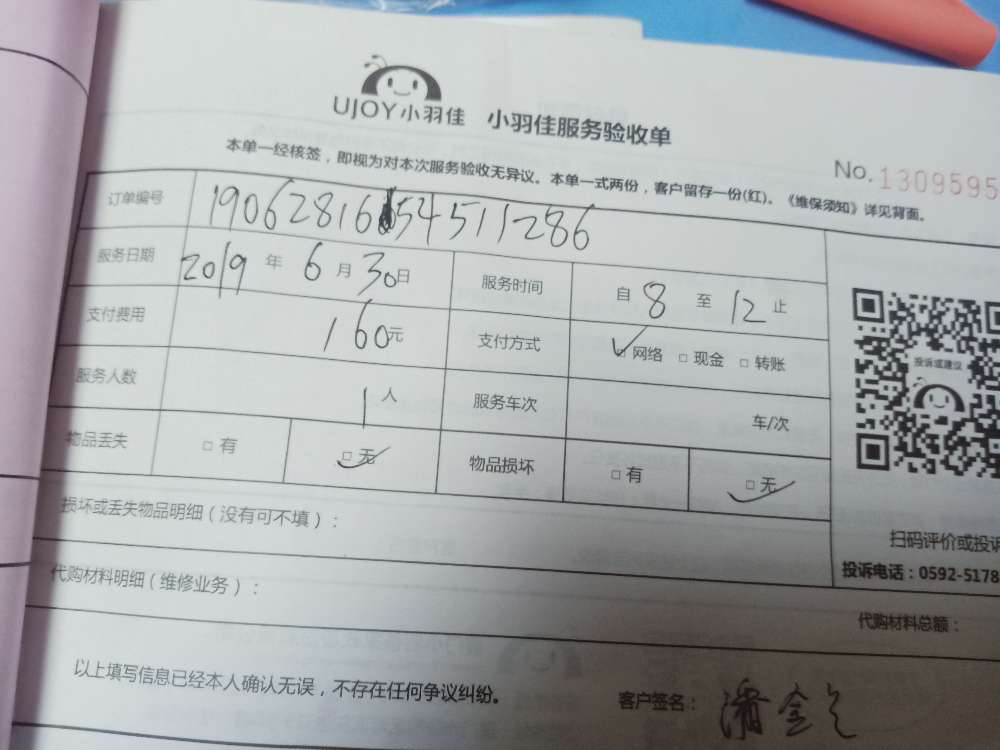 UJOY小羽佳 小羽佳服务验收单
本单一经核签，即视为对本次服务验收无异议。本单一式两份，客户留存一份(红)。《维保须知》详见背面。
No.1309595
订单编号 19062816654511286
服务日期 2019 年 6 月 30 日 服务时间 自 8 至 12 止
支付费用 160 元 支付方式 ☑网络 □现金 □转账
服务人数 1 人 服务车次 车/次
物品丢失 □有 ☑无 物品损坏 □有 ☑无
投诉或建议
损坏或丢失物品明细（没有可不填）：
扫码评价或投诉
投诉电话：0592-5178
代购材料明细（维修业务）：
代购材料总额：
以上填写信息已经本人确认无误，不存在任何争议纠纷。 客户签名：潘金